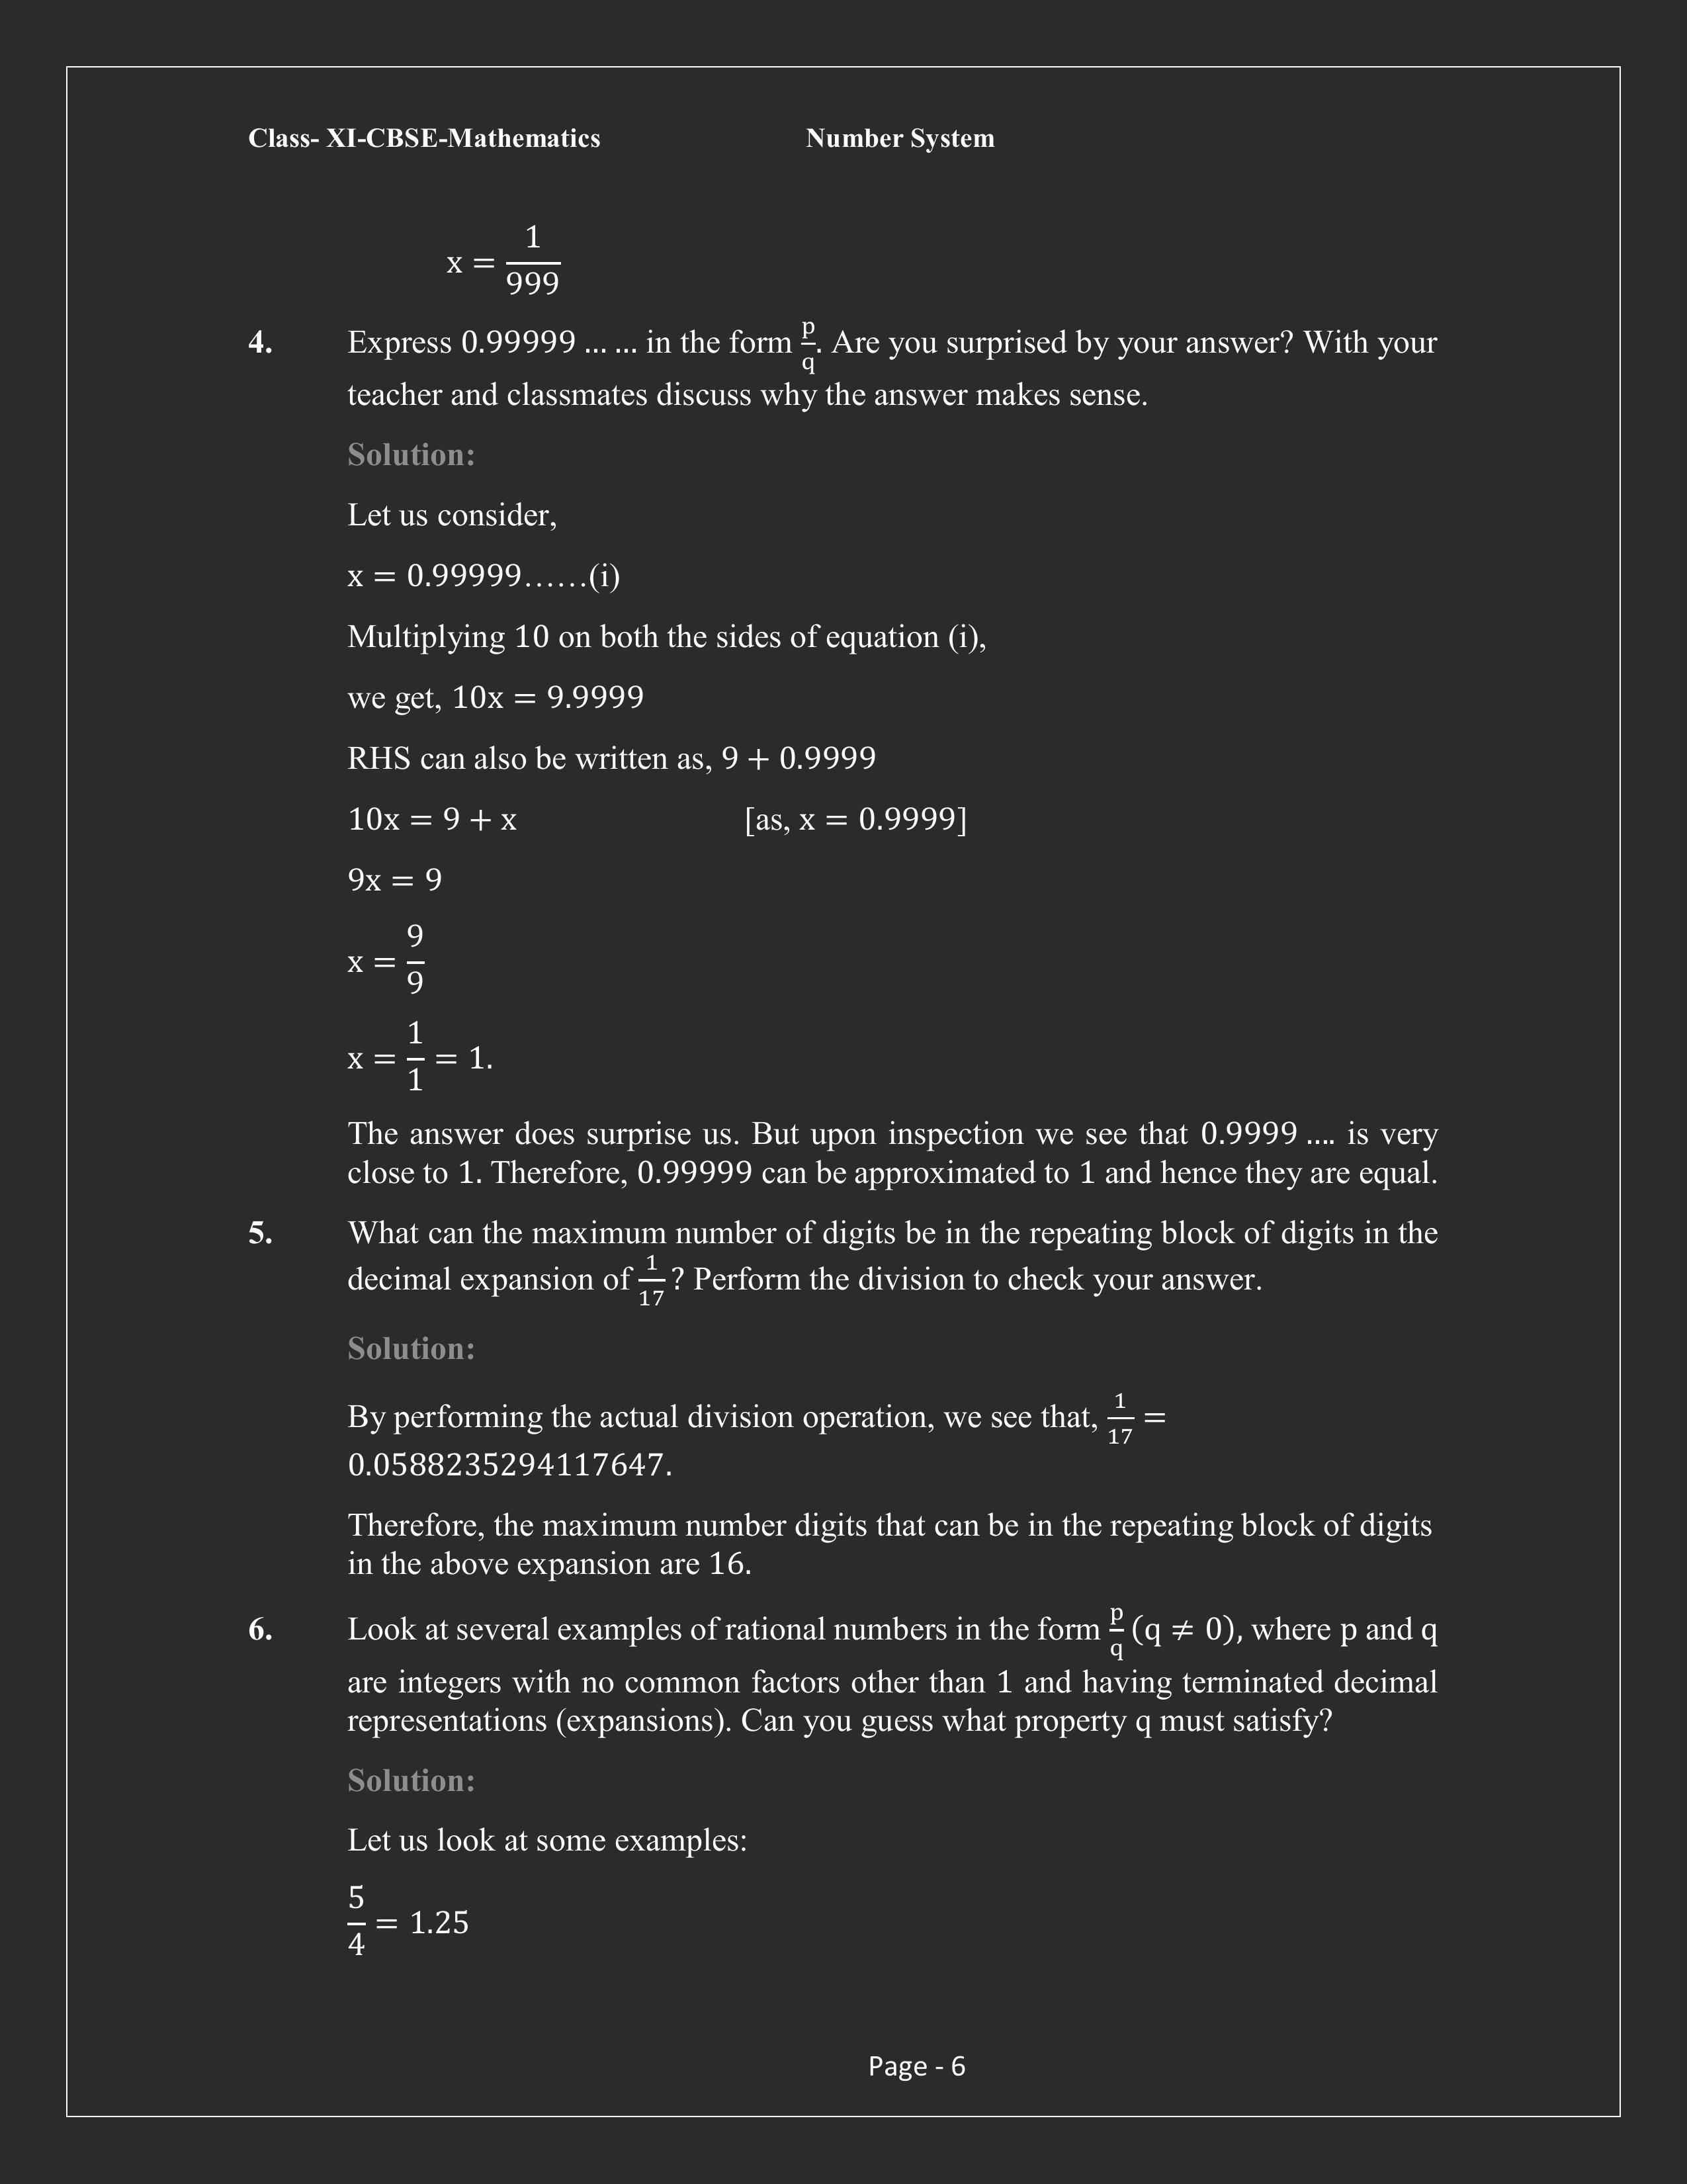 Class- XI-CBSE-Mathematics Number System
x = 1/999
4. Express 0.99999 ... ... in the form p/q. Are you surprised by your answer? With your
teacher and classmates discuss why the answer makes sense.
Solution:
Let us consider,
x = 0.99999……(i)
Multiplying 10 on both the sides of equation (i),
we get, 10x = 9.9999
RHS can also be written as, 9 + 0.9999
10x = 9 + x [as, x = 0.9999]
9x = 9
x = 9/9
x = 1/1 = 1.
The answer does surprise us. But upon inspection we see that 0.9999 .... is very
close to 1. Therefore, 0.99999 can be approximated to 1 and hence they are equal.
5. What can the maximum number of digits be in the repeating block of digits in the
decimal expansion of 1/17 ? Perform the division to check your answer.
Solution:
By performing the actual division operation, we see that, 1/17 =
0.0588235294117647.
Therefore, the maximum number digits that can be in the repeating block of digits
in the above expansion are 16.
6. Look at several examples of rational numbers in the form p/q (q ≠ 0), where p and q
are integers with no common factors other than 1 and having terminated decimal
representations (expansions). Can you guess what property q must satisfy?
Solution:
Let us look at some examples:
5/4 = 1.25
Page - 6